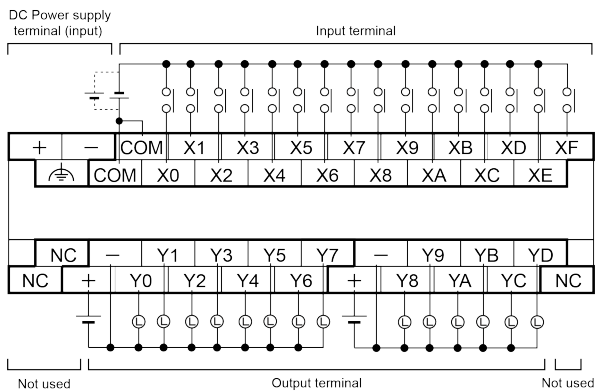 DC Power supply
terminal (input)
Input terminal
+ − COM X1 X3 X5 X7 X9 XB XD XF
COM X0 X2 X4 X6 X8 XA XC XE
NC − Y1 Y3 Y5 Y7 − Y9 YB YD
NC + Y0 Y2 Y4 Y6 + Y8 YA YC NC
L L L L L L L L L L L L L L
Not used
Output terminal
Not used